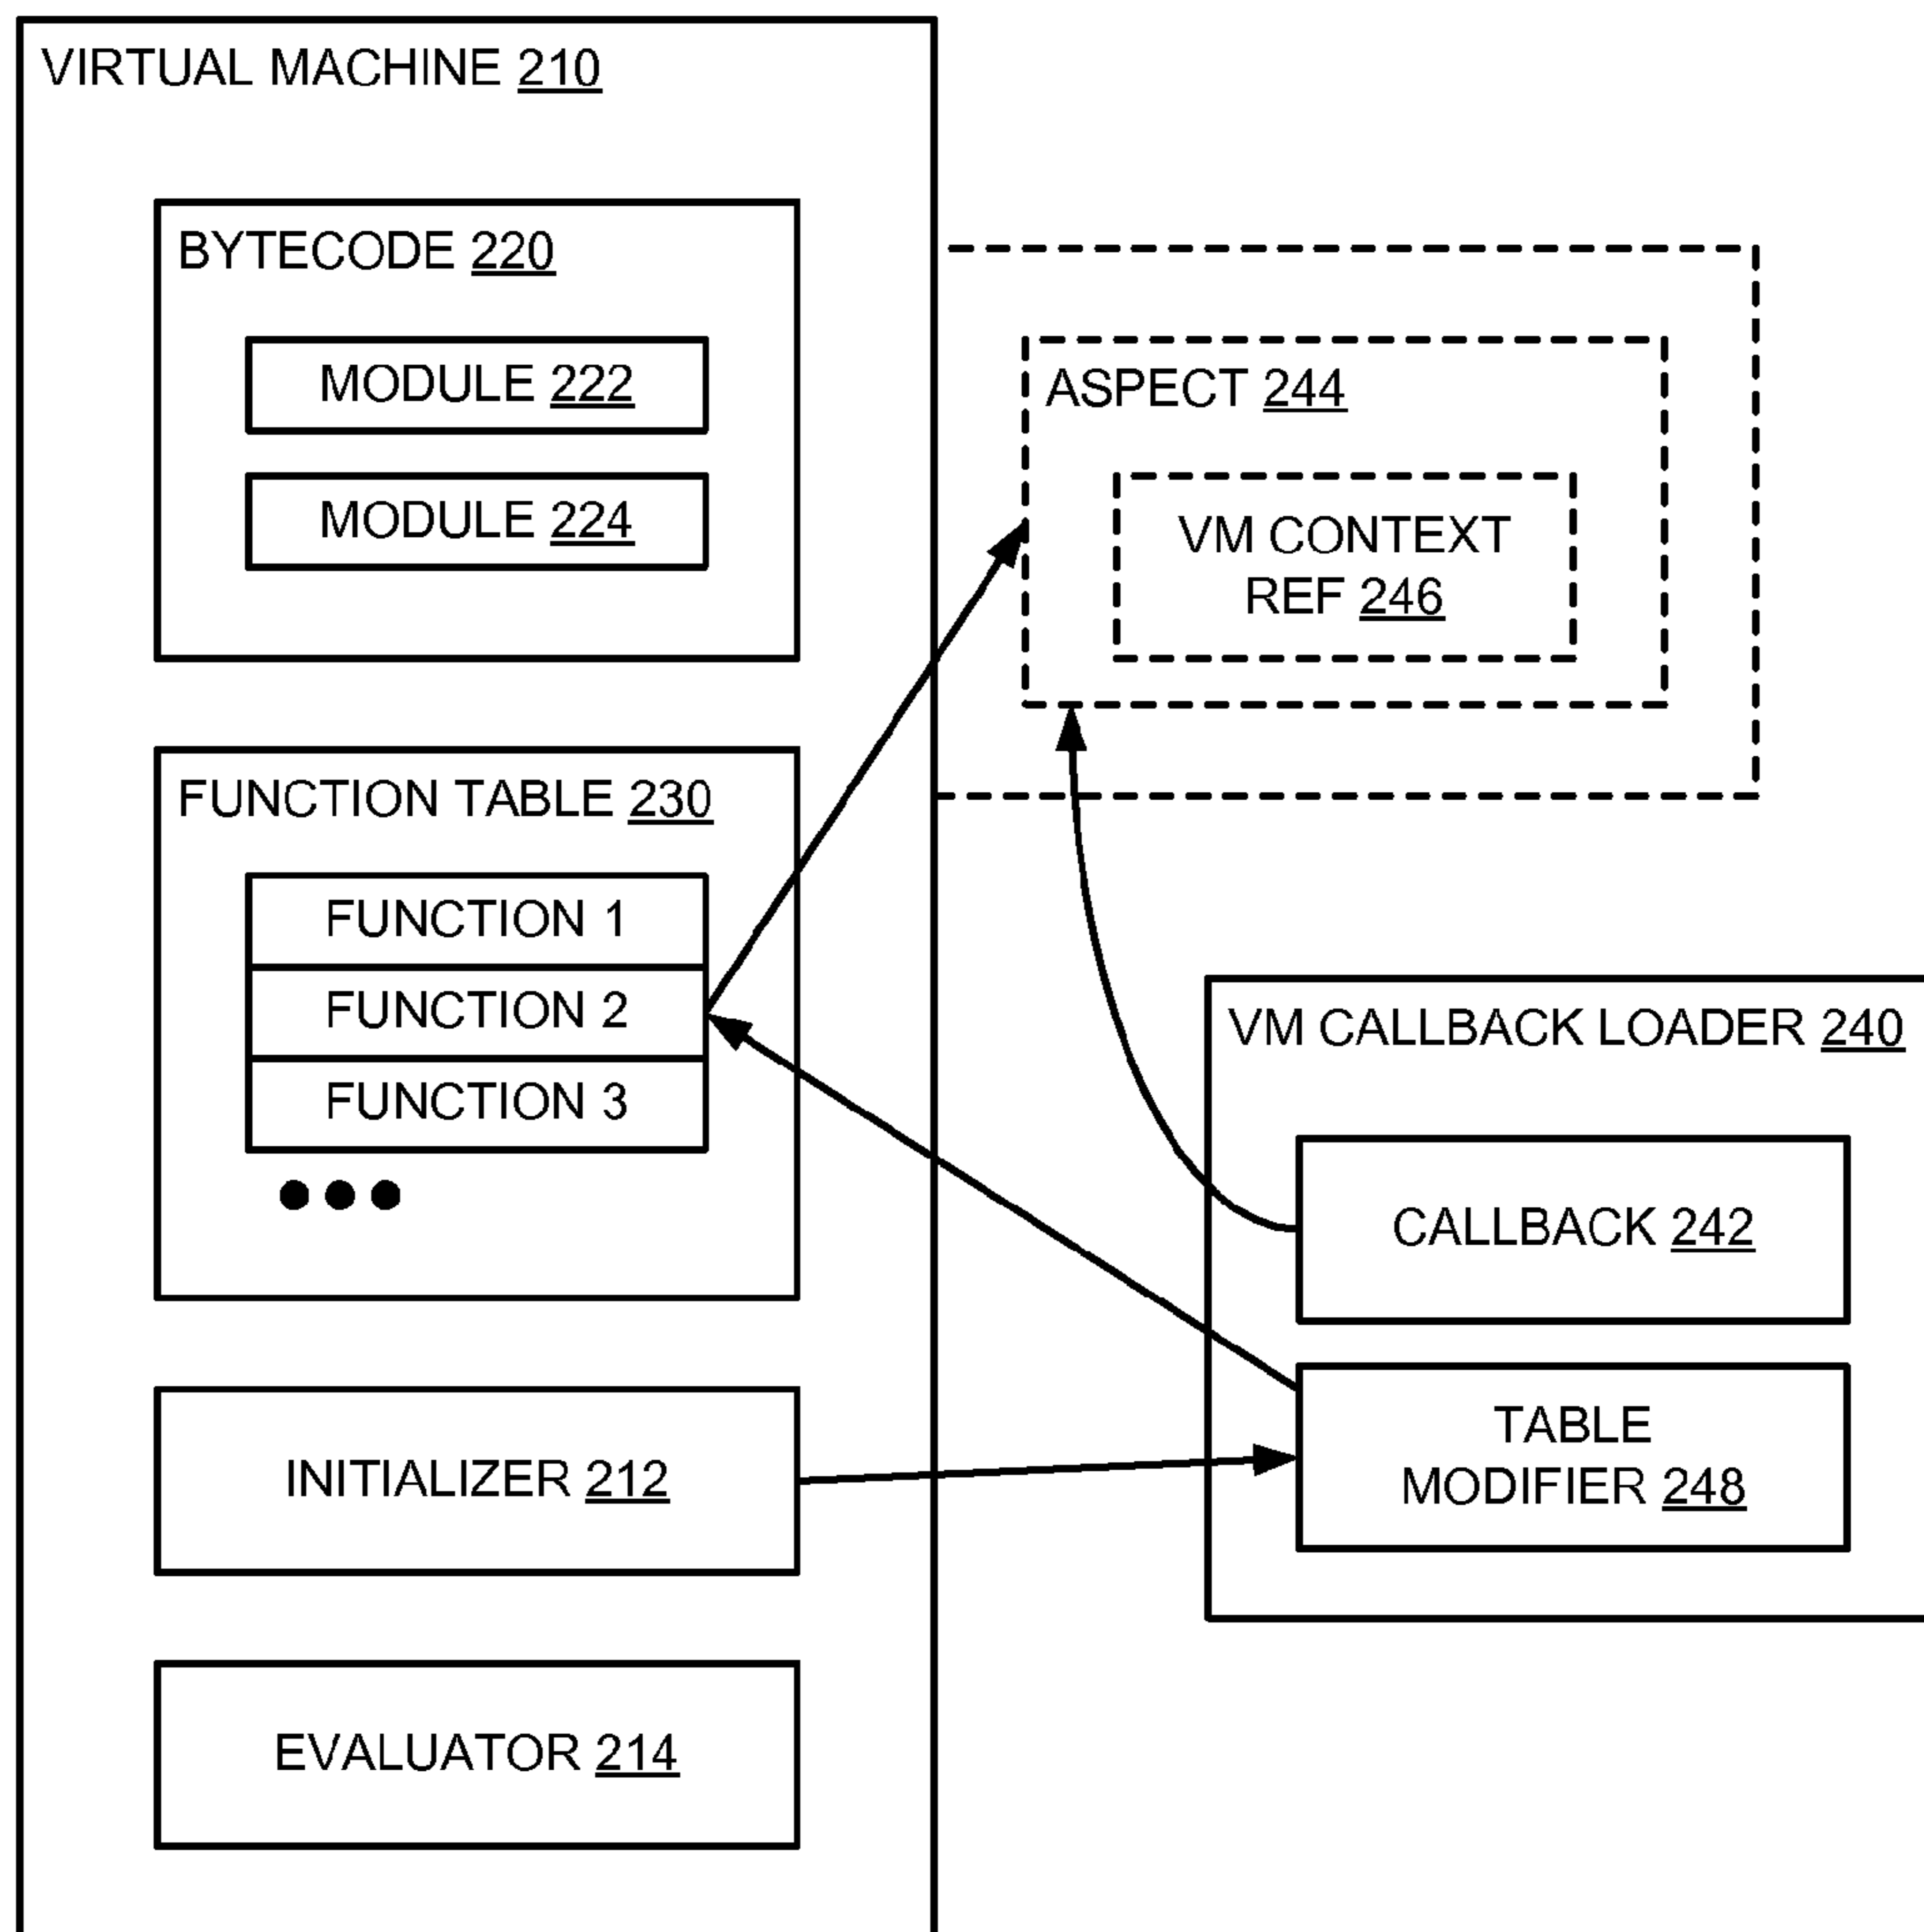 VIRTUAL MACHINE 210
BYTECODE 220
MODULE 222
MODULE 224
ASPECT 244
VM CONTEXT
REF 246
FUNCTION TABLE 230
FUNCTION 1
FUNCTION 2
FUNCTION 3
VM CALLBACK LOADER 240
CALLBACK 242
TABLE
MODIFIER 248
INITIALIZER 212
EVALUATOR 214